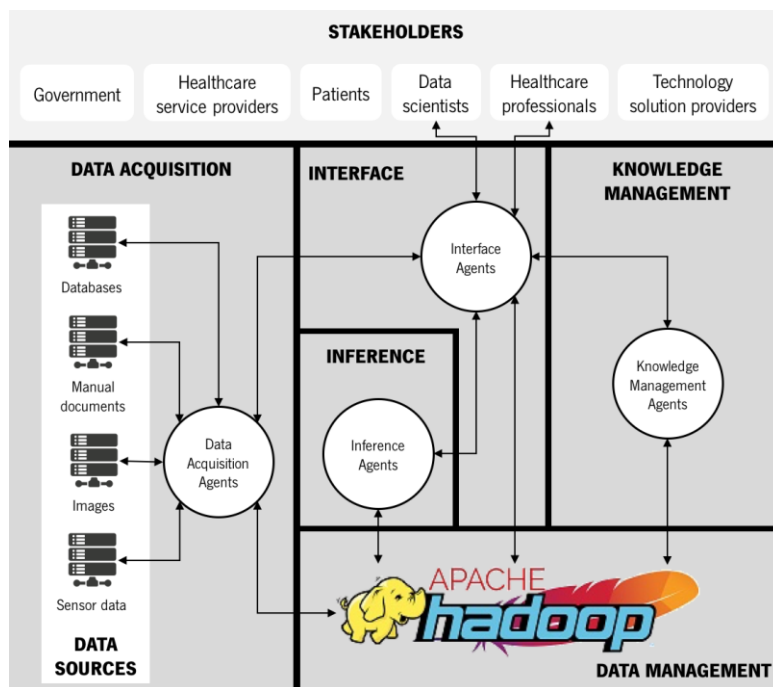 STAKEHOLDERS
Government
Healthcare
service providers
Patients
Data
scientists
Healthcare
professionals
Technology
solution providers
DATA ACQUISITION
Databases
Manual
documents
Images
Sensor data
DATA
SOURCES
Data
Acquisition
Agents
INTERFACE
Interface
Agents
INFERENCE
Inference
Agents
KNOWLEDGE
MANAGEMENT
Knowledge
Management
Agents
APACHE
hadoop
DATA MANAGEMENT